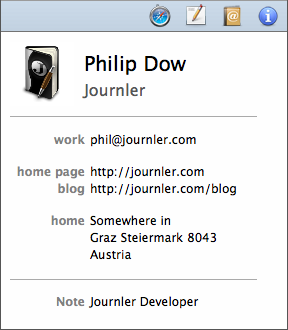 Philip Dow
Journler
work phil@journler.com
home page http://journler.com
blog http://journler.com/blog
home Somewhere in
Graz Steiermark 8043
Austria
Note Journler Developer